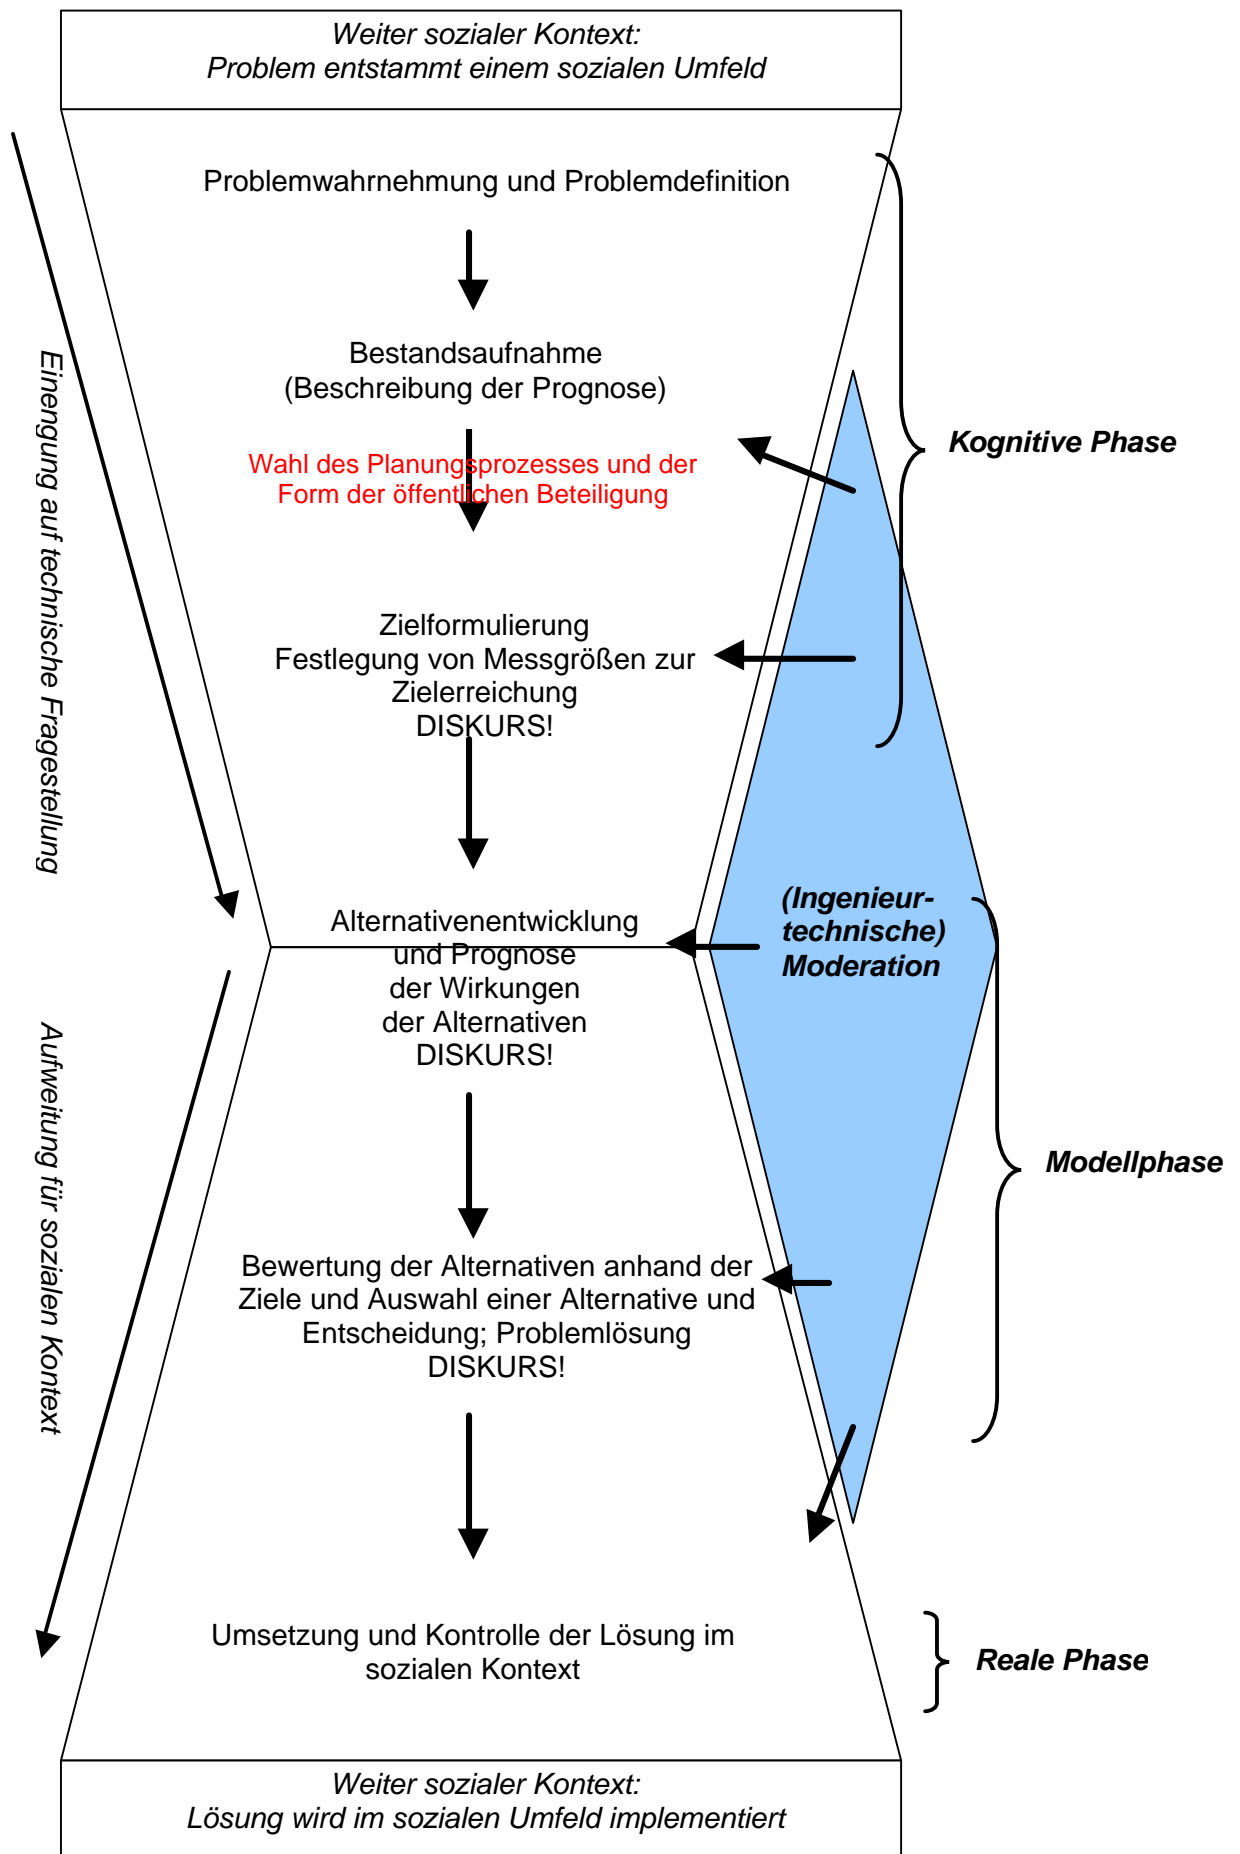 Weiter sozialer Kontext:
Problem entstammt einem sozialen Umfeld
Problemwahrnehmung und Problemdefinition
Bestandsaufnahme
(Beschreibung der Prognose)
Wahl des Planungsprozesses und der
Form der öffentlichen Beteiligung
Kognitive Phase
Einengung auf technische Fragestellung
Zielformulierung
Festlegung von Messgrößen zur
Zielerreichung
DISKURS!
Alternativenentwicklung
und Prognose
der Wirkungen
der Alternativen
DISKURS!
(Ingenieur-
technische)
Moderation
Aufweitung für sozialen Kontext
Modellphase
Bewertung der Alternativen anhand der
Ziele und Auswahl einer Alternative und
Entscheidung; Problemlösung
DISKURS!
Umsetzung und Kontrolle der Lösung im
sozialen Kontext
Reale Phase
Weiter sozialer Kontext:
Lösung wird im sozialen Umfeld implementiert